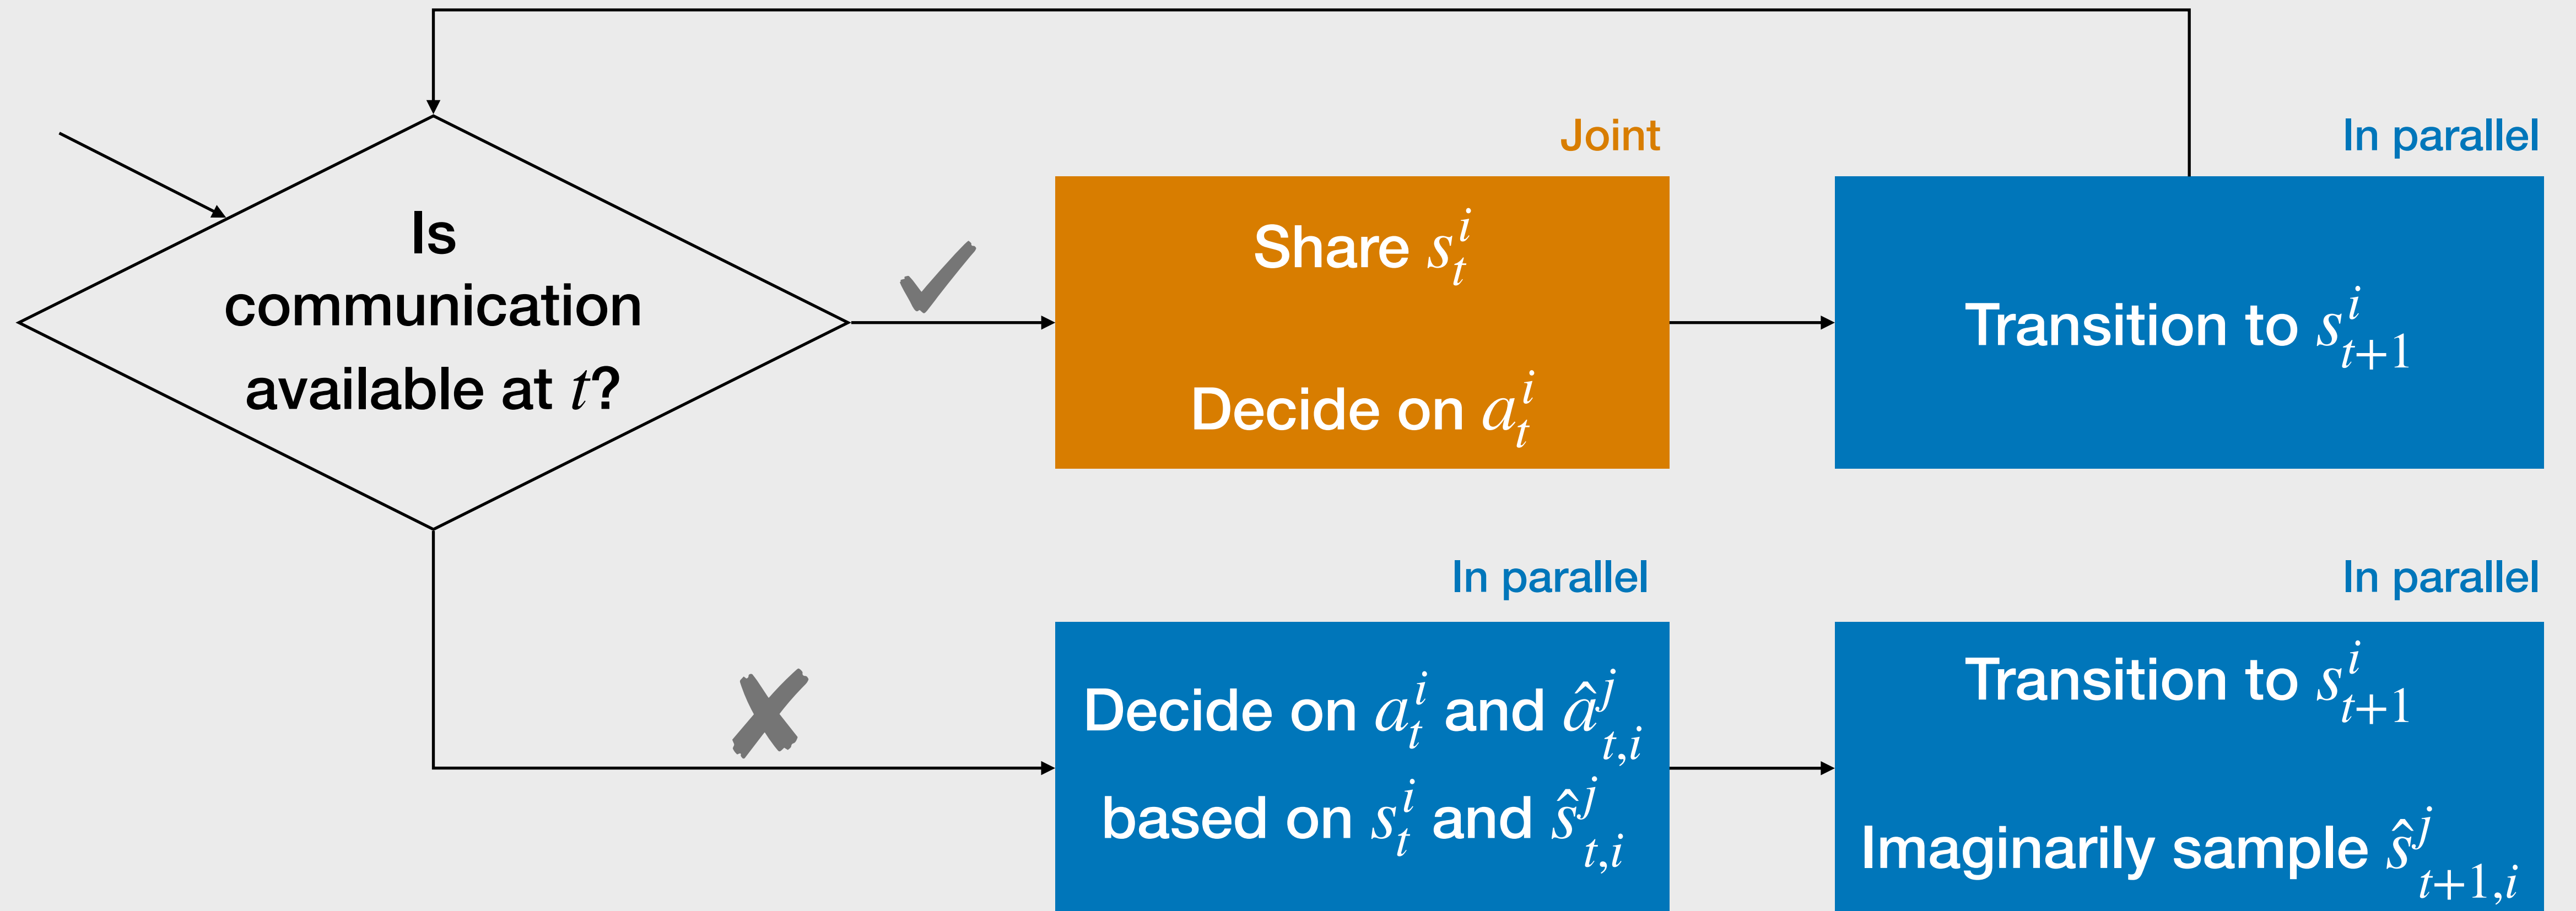 Is
communication
available at t?
Joint
Share s_t^i
Decide on a_t^i
In parallel
Transition to s_{t+1}^i
In parallel
Decide on a_t^i and â_{t,i}^j
based on s_t^i and ŝ_{t,i}^j
In parallel
Transition to s_{t+1}^i
Imaginarily sample ŝ_{t+1,i}^j